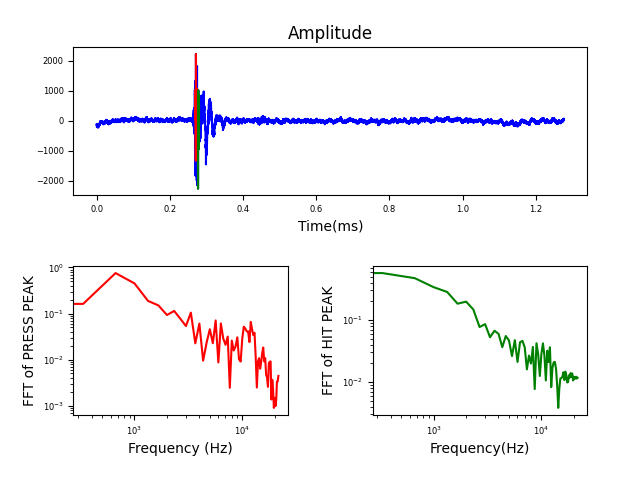 Amplitude
2000
1000
0
−1000
−2000
0.0 0.2 0.4 0.6 0.8 1.0 1.2
Time(ms)
FFT of PRESS PEAK
10⁰
10⁻¹
10⁻²
10⁻³
10³ 10⁴
Frequency (Hz)
FFT of HIT PEAK
10⁻¹
10⁻²
10³ 10⁴
Frequency(Hz)